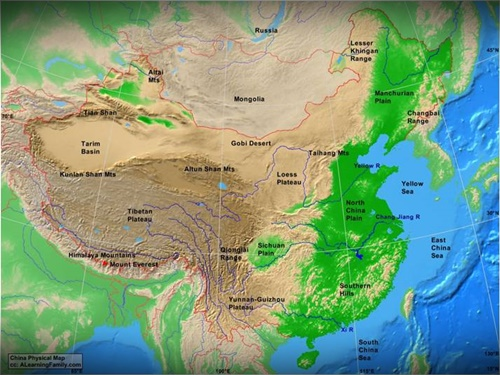 Russia
Lesser
Khingan
Range
Altai
Mts
Manchurian
Plain
Mongolia
Tian Shan
Changbai
Range
Gobi Desert
Tarim
Basin
Taihang Mts
Yellow R
Altun Shan Mts
Kunlan Shan Mts
Loess
Plateau
Yellow
Sea
North
China
Plain
Chang Jiang R
Tibetan
Plateau
Qionglai
Range
Sichuan
Plain
East
China
Sea
Himalaya Mountains
Mount Everest
Southern
Hills
Yunnan-Guizhou
Plateau
Xi R
South
China
Sea
China Physical Map
cc: ALearningFamily.com
100°E
110°E